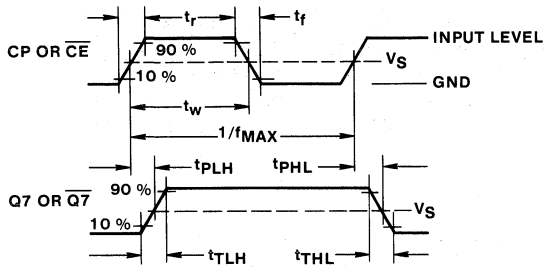 tr
tf
CP OR CE
90 %
10 %
INPUT LEVEL
VS
GND
tw
1/fMAX
tPLH
tPHL
Q7 OR Q7
90 %
10 %
VS
tTLH
tTHL